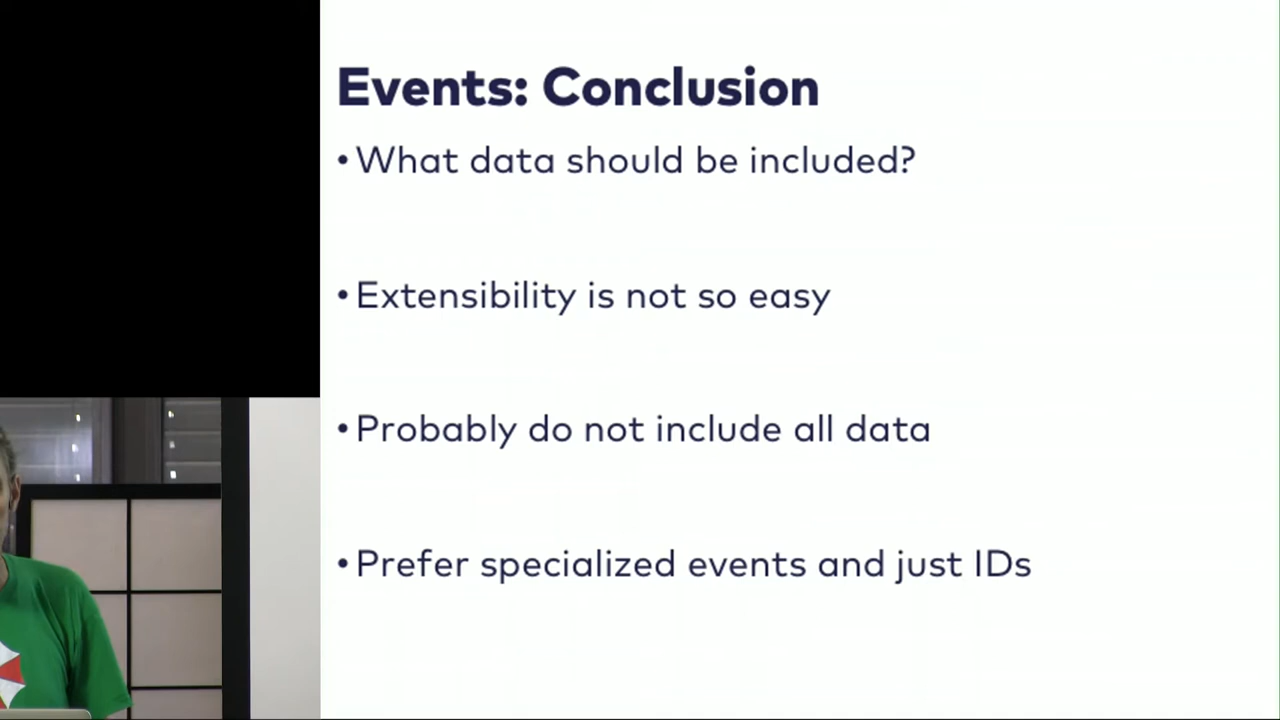 Events: Conclusion
• What data should be included?
• Extensibility is not so easy
• Probably do not include all data
• Prefer specialized events and just IDs